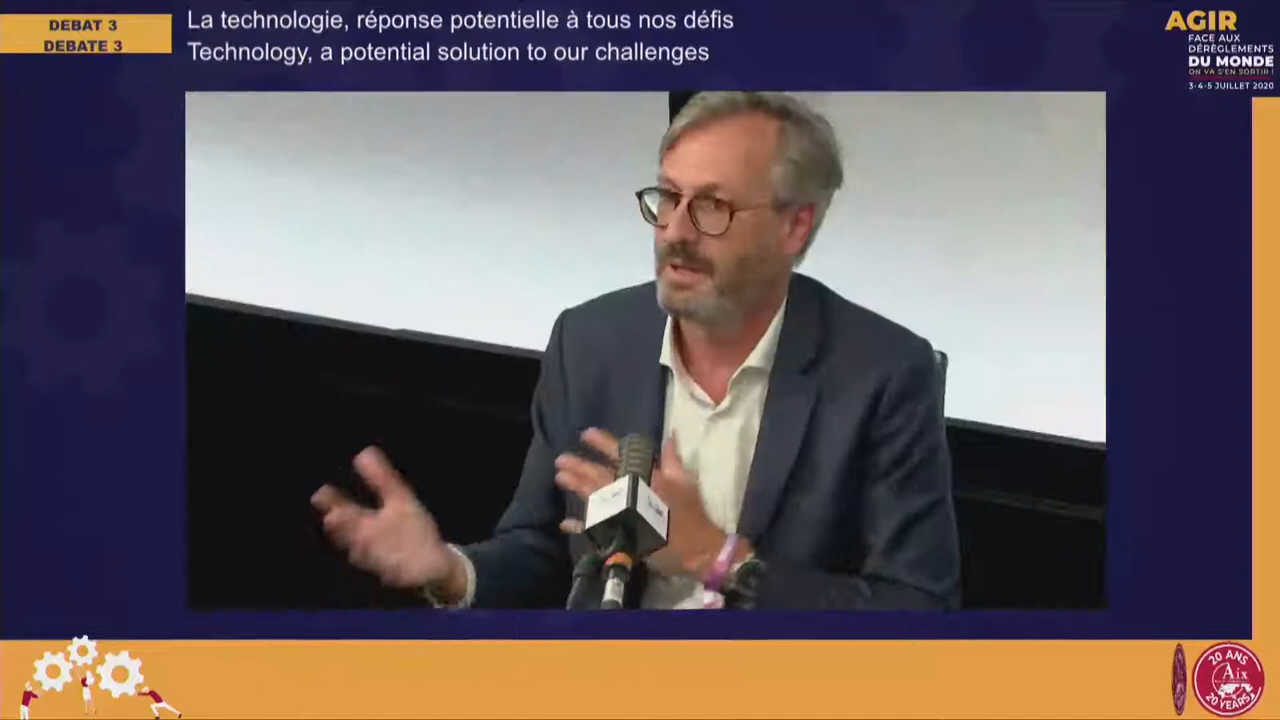 DEBAT 3
DEBATE 3
La technologie, réponse potentielle à tous nos défis
Technology, a potential solution to our challenges
AGIR
FACE AUX
DÉRÈGLEMENTS
DU MONDE
ON VA S'EN SORTIR !
3-4-5 JUILLET 2020
20 ANS
Aix
20 YEARS